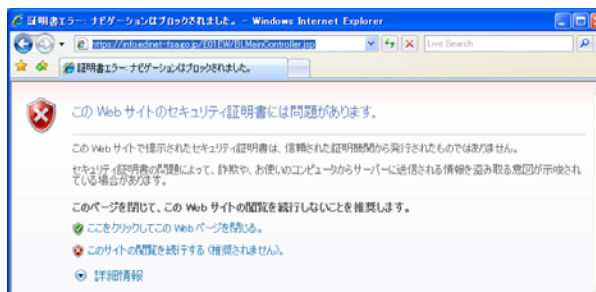 証明書エラー: ナビゲーションはブロックされました。 - Windows Internet Explorer
https://info.edinet-fsa.go.jp/E01EW/BLMainController.jsp
Live Search
証明書エラー: ナビゲーションはブロックされました。
この Web サイトのセキュリティ証明書には問題があります。
この Web サイトで提示されたセキュリティ証明書は、信頼された証明機関から発行されたものではありません。
セキュリティ証明書の問題によって、詐欺や、お使いのコンピュータからサーバーに送信される情報を盗み取る意図が示唆され
ている場合があります。
このページを閉じて、この Web サイトの閲覧を続行しないことを推奨します。
ここをクリックしてこの Web ページを閉じる。
このサイトの閲覧を続行する (推奨されません)。
詳細情報